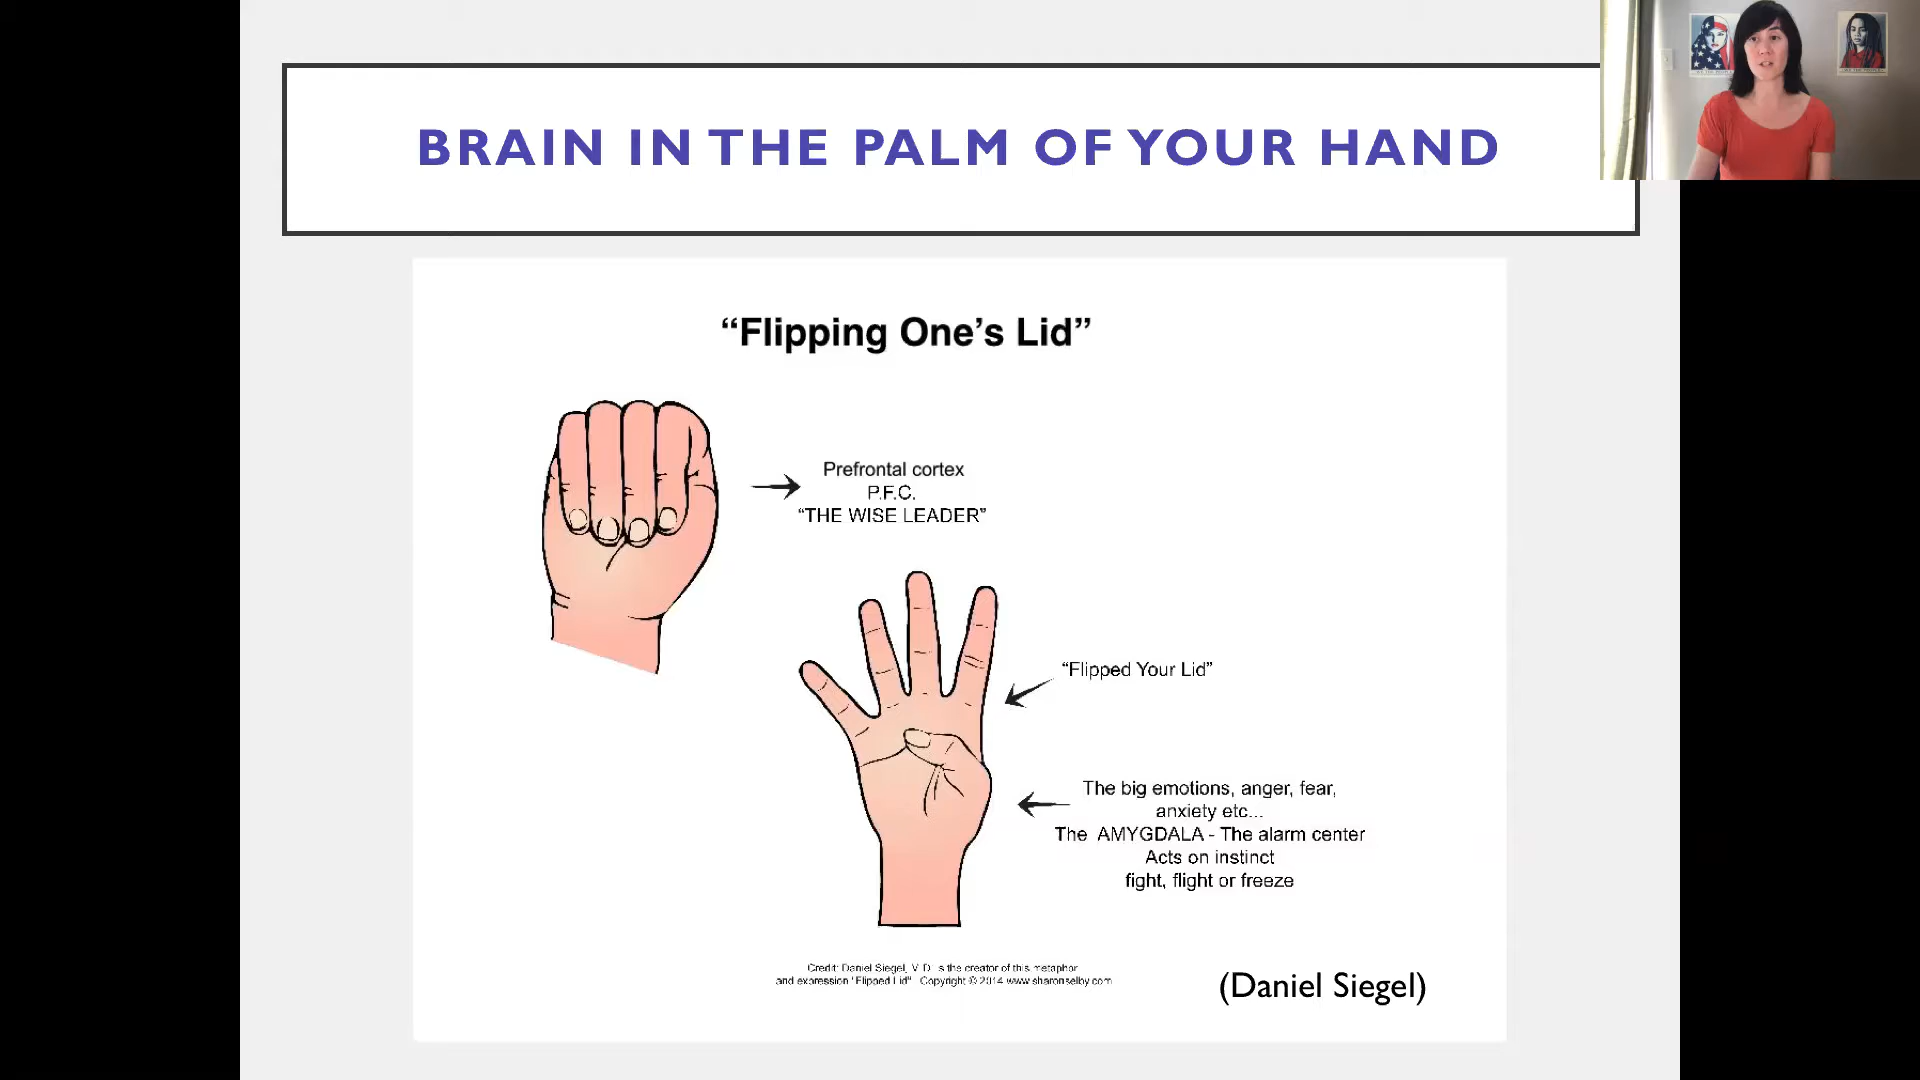 BRAIN IN THE PALM OF YOUR HAND
“Flipping One’s Lid”
Prefrontal cortex
P.F.C.
“THE WISE LEADER”
“Flipped Your Lid”
The big emotions, anger, fear,
anxiety etc...
The AMYGDALA - The alarm center
Acts on instinct
fight, flight or freeze
Credit: Daniel Siegel, M.D. is the creator of this metaphor
and expression "Flipped Lid" Copyright © 2014 www.sharonselby.com
(Daniel Siegel)